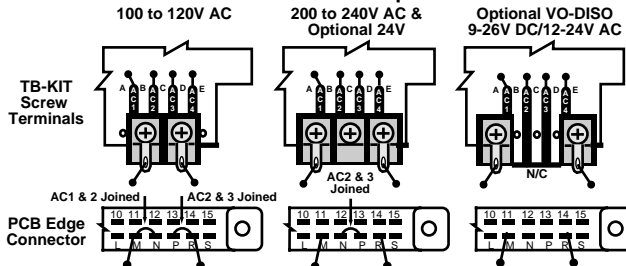 100 to 120V AC
200 to 240V AC &
Optional 24V
Optional VO-DISO
9-26V DC/12-24V AC
TB-KIT
Screw
Terminals
A AC1 B AC2 C AC3 D AC4 E
A AC1 B AC2 C AC3 D AC4 E
A AC1 B AC2 C AC3 D AC4 E
N/C
AC1 & 2 Joined
AC2 & 3 Joined
AC2 & 3
Joined
PCB Edge
Connector
10 11 12 13 14 15
L M N P R S
10 11 12 13 14 15
L M N P R S
10 11 12 13 14 15
L M N P R S